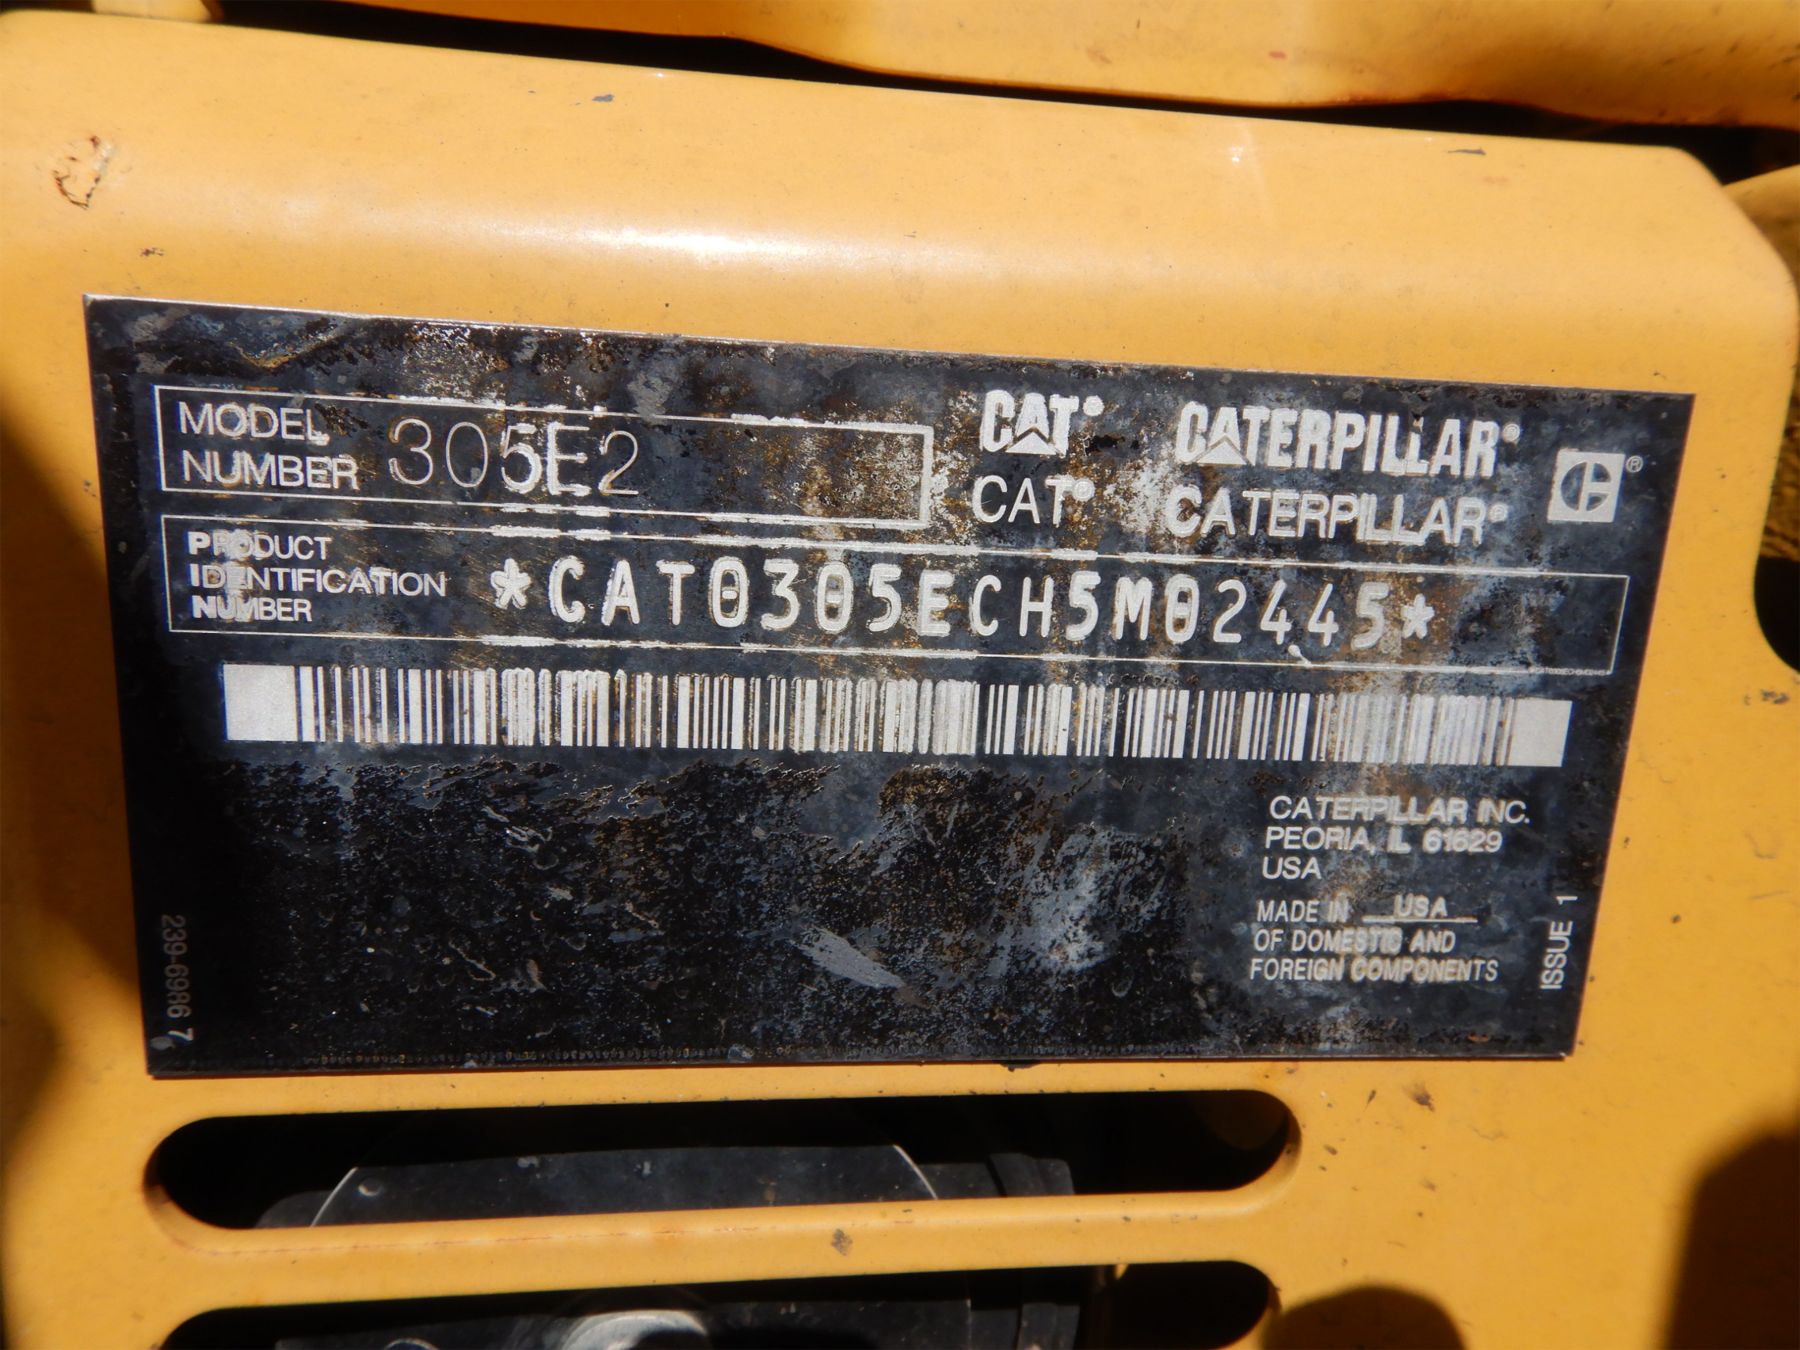 MODEL NUMBER 305E2
CAT® CATERPILLAR®
CAT® CATERPILLAR®
PRODUCT
IDENTIFICATION
NUMBER
*CAT0305ECH5M02445*
CATERPILLAR INC.
PEORIA, IL 61629
USA
MADE IN USA
OF DOMESTIC AND
FOREIGN COMPONENTS
ISSUE 1
239-6986 7